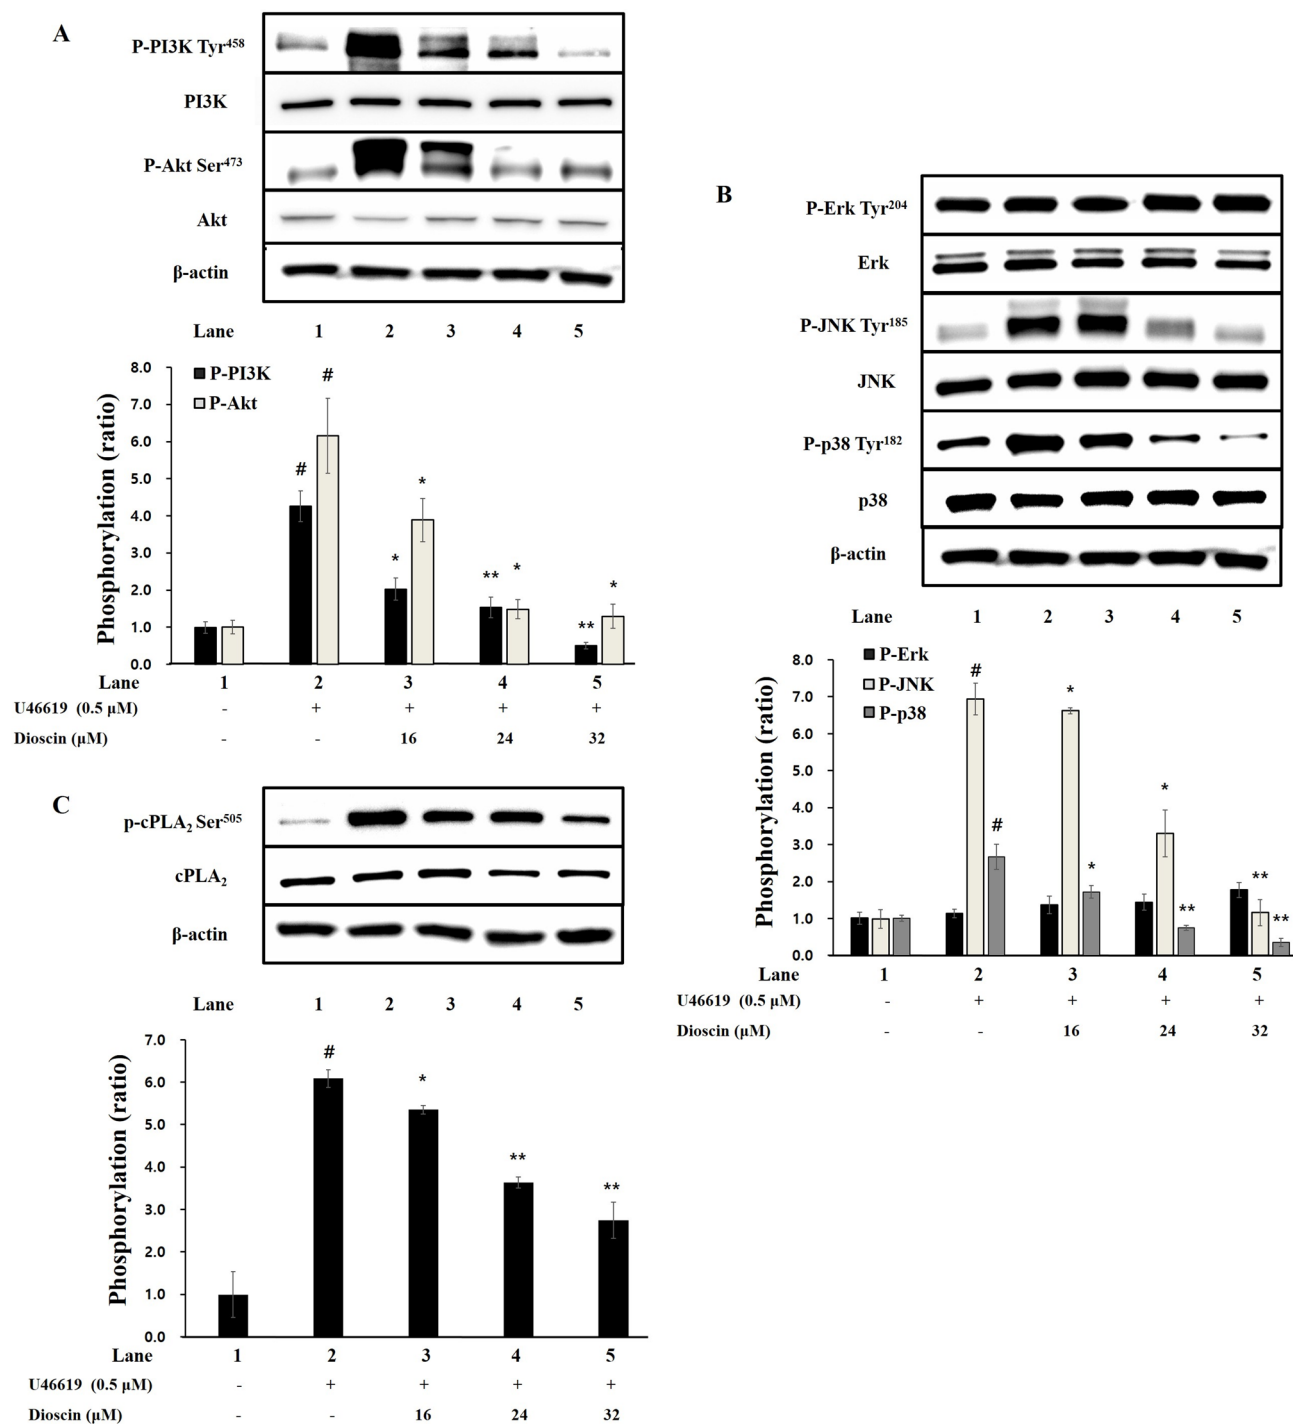 A
P-PI3K Tyr458
PI3K
P-Akt Ser473
Akt
β-actin
Lane 1 2 3 4 5
P-PI3K
P-Akt
Phosphorylation (ratio)
8.0
7.0
6.0
5.0
4.0
3.0
2.0
1.0
0.0
# # * * ** * ** *
Lane 1 2 3 4 5
U46619 (0.5 μM) - + + + +
Dioscin (μM) - - 16 24 32
B
P-Erk Tyr204
Erk
P-JNK Tyr185
JNK
P-p38 Tyr182
p38
β-actin
Lane 1 2 3 4 5
P-Erk
P-JNK
P-p38
Phosphorylation (ratio)
8.0
7.0
6.0
5.0
4.0
3.0
2.0
1.0
0.0
# # * * * ** ** **
Lane 1 2 3 4 5
U46619 (0.5 μM) - + + + +
Dioscin (μM) - - 16 24 32
C
p-cPLA2 Ser505
cPLA2
β-actin
Lane 1 2 3 4 5
Phosphorylation (ratio)
7.0
6.0
5.0
4.0
3.0
2.0
1.0
0.0
# * ** **
Lane 1 2 3 4 5
U46619 (0.5 μM) - + + + +
Dioscin (μM) - - 16 24 32